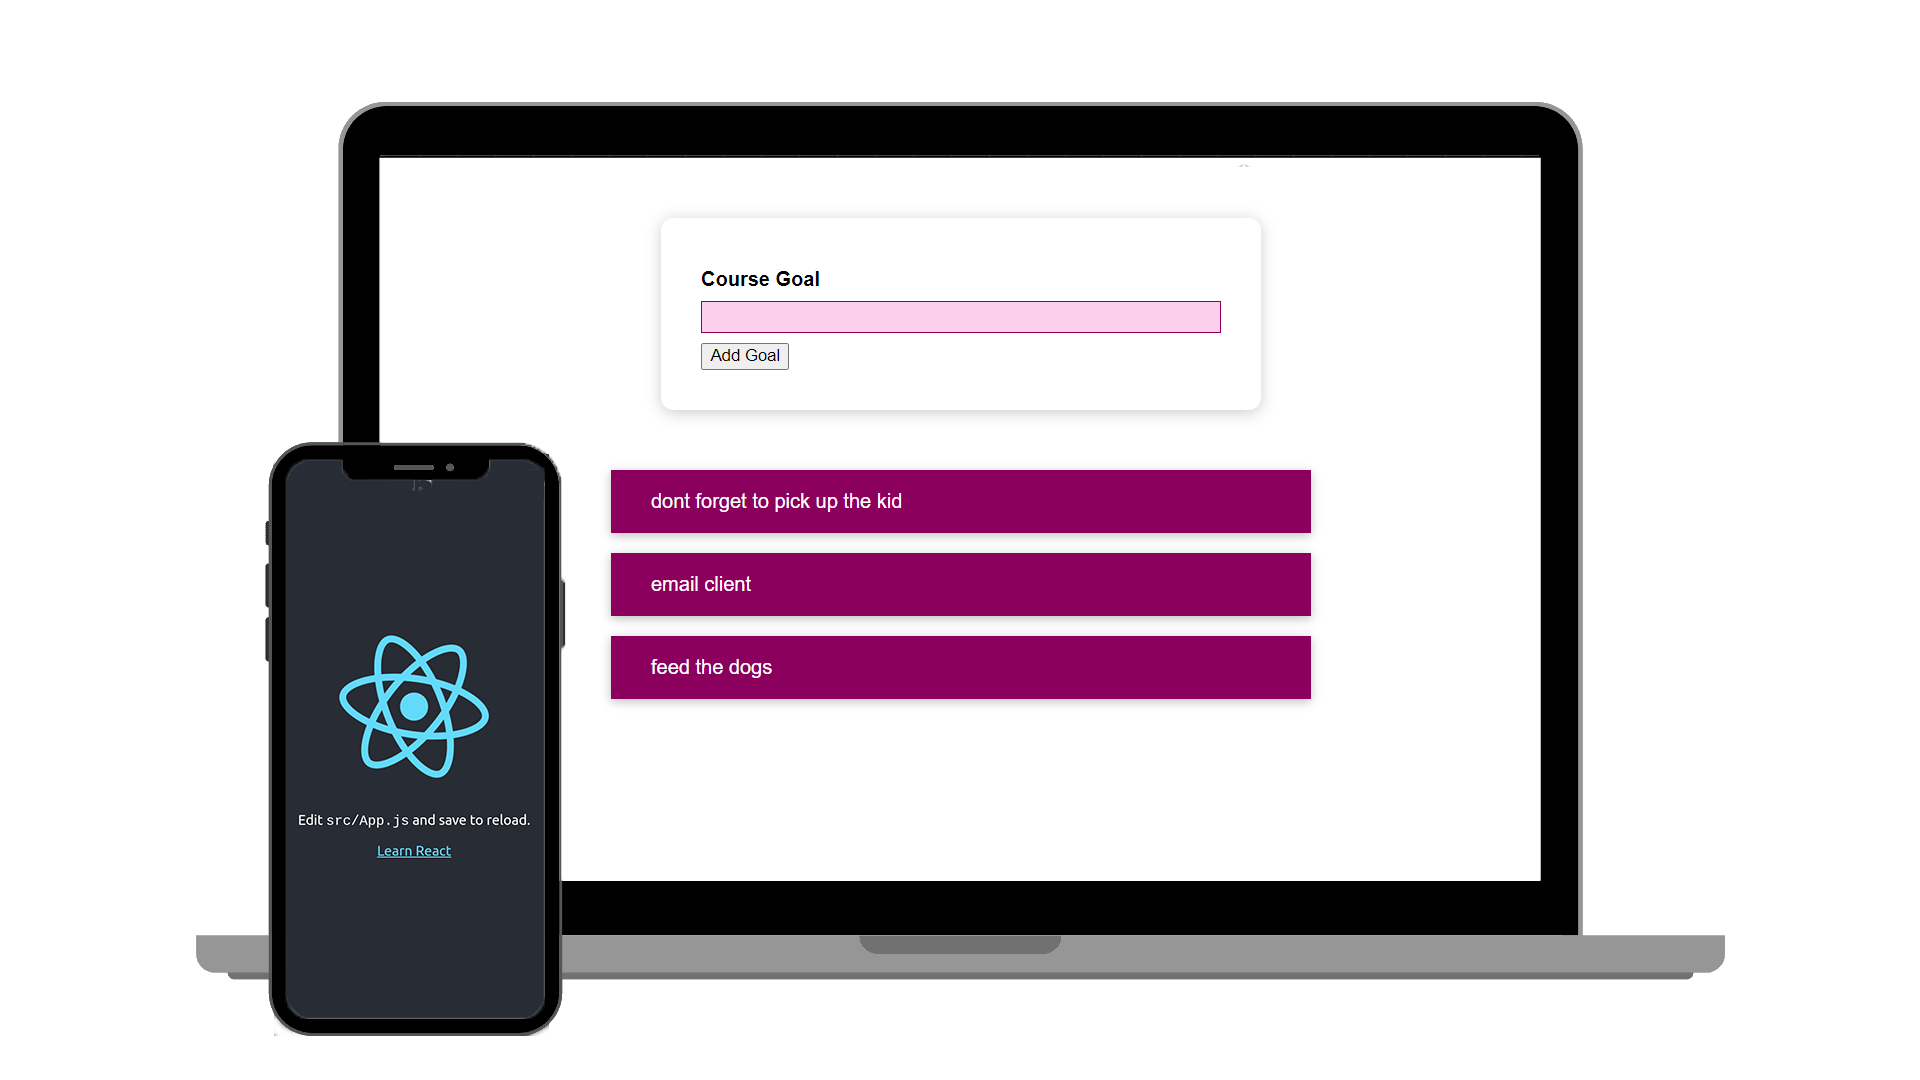 Course Goal
Add Goal
dont forget to pick up the kid
email client
feed the dogs
Edit src/App.js and save to reload.
Learn React